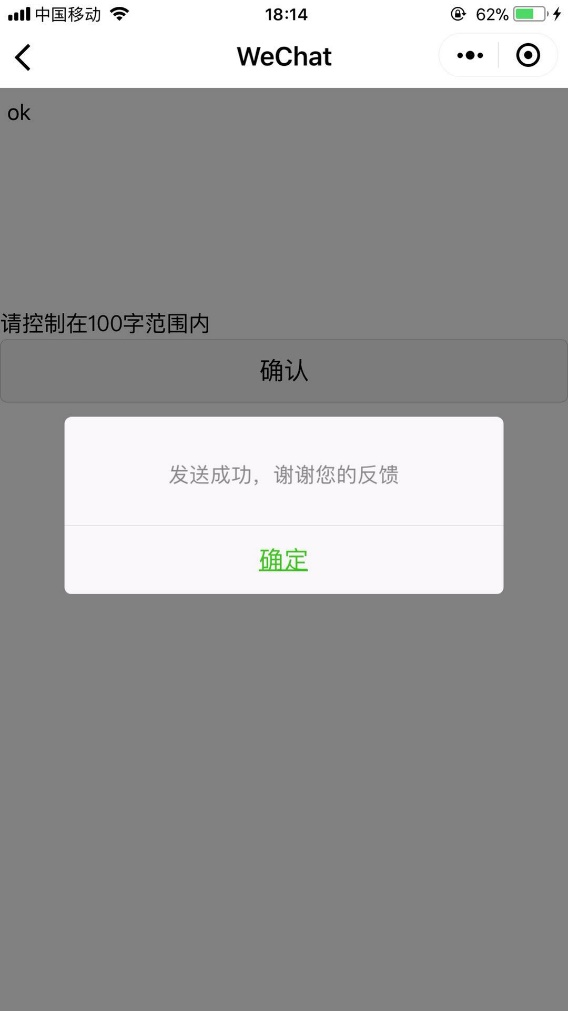 中国移动 18:14 62%
WeChat
ok
请控制在100字范围内
确认
发送成功，谢谢您的反馈
确定